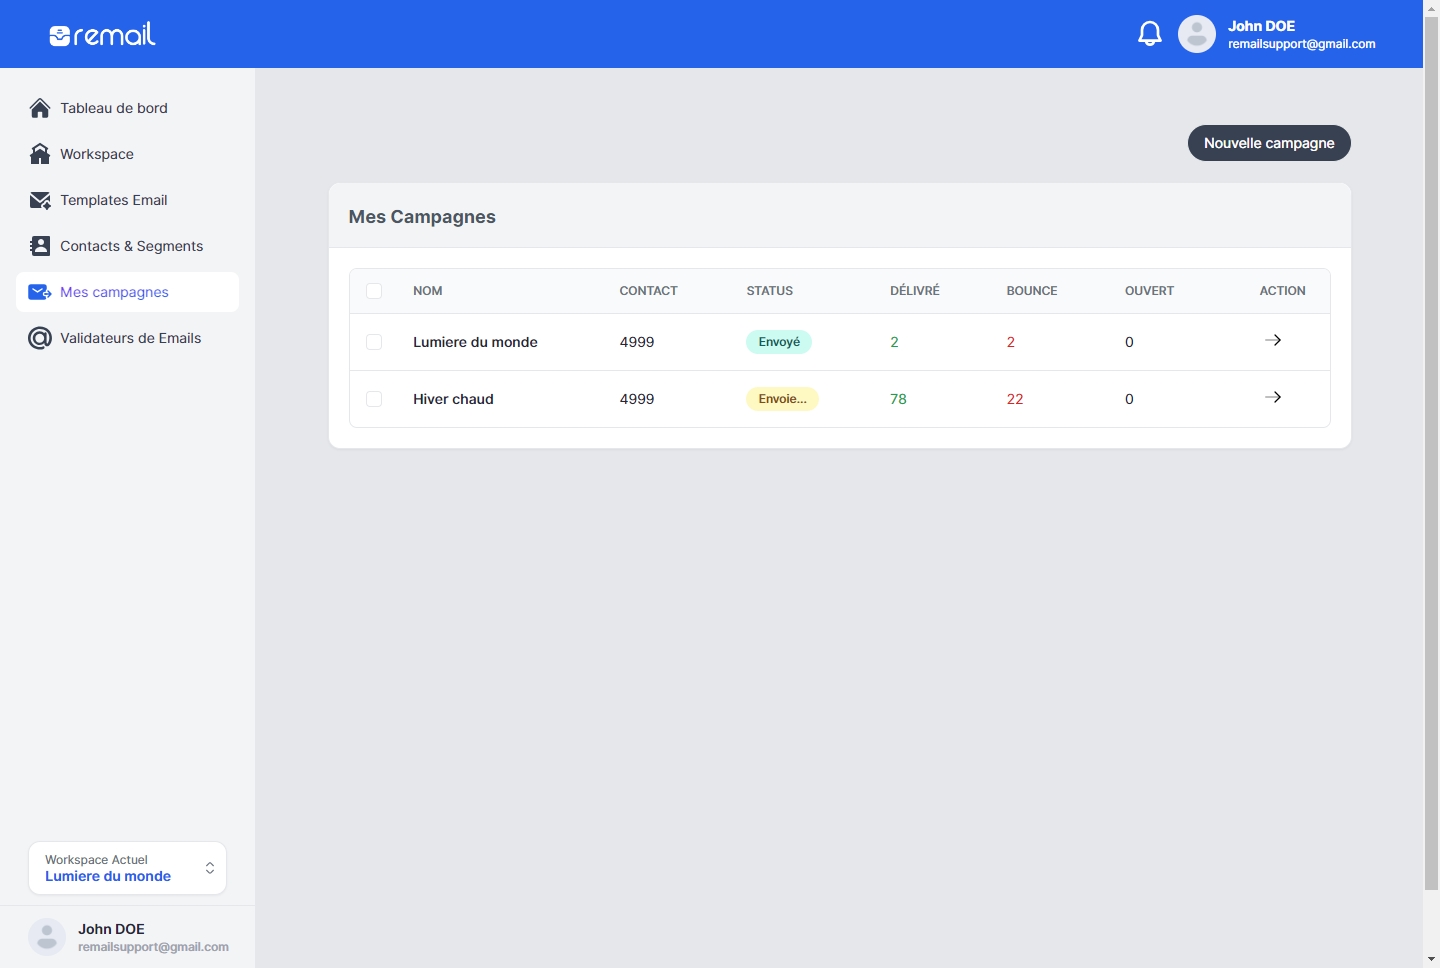 remail
John DOE
remailsupport@gmail.com
Tableau de bord
Workspace
Templates Email
Contacts & Segments
Mes campagnes
Validateurs de Emails
Nouvelle campagne
Mes Campagnes
NOM CONTACT STATUS DÉLIVRÉ BOUNCE OUVERT ACTION
Lumiere du monde 4999 Envoyé 2 2 0
Hiver chaud 4999 Envoie... 78 22 0
Workspace Actuel
Lumiere du monde
John DOE
remailsupport@gmail.com